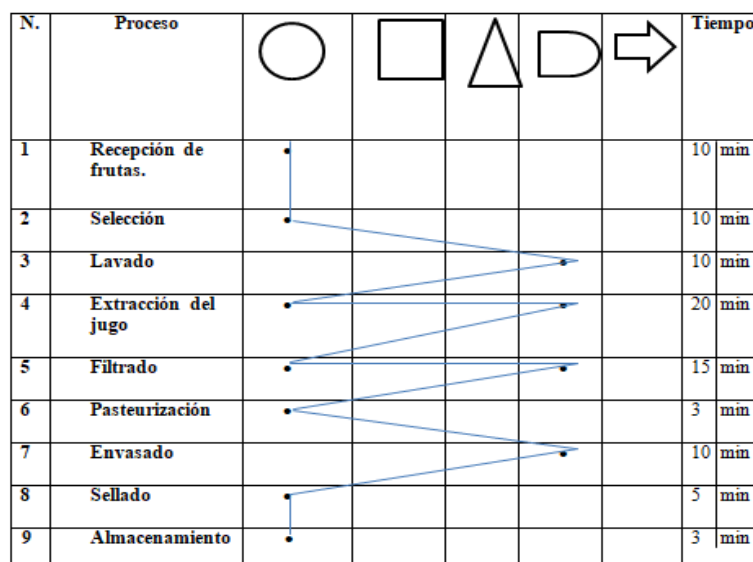 N. Proceso Tiempo
1 Recepción de 10 min
frutas.
2 Selección 10 min
3 Lavado 10 min
4 Extracción del 20 min
jugo
5 Filtrado 15 min
6 Pasteurización 3 min
7 Envasado 10 min
8 Sellado 5 min
9 Almacenamiento 3 min